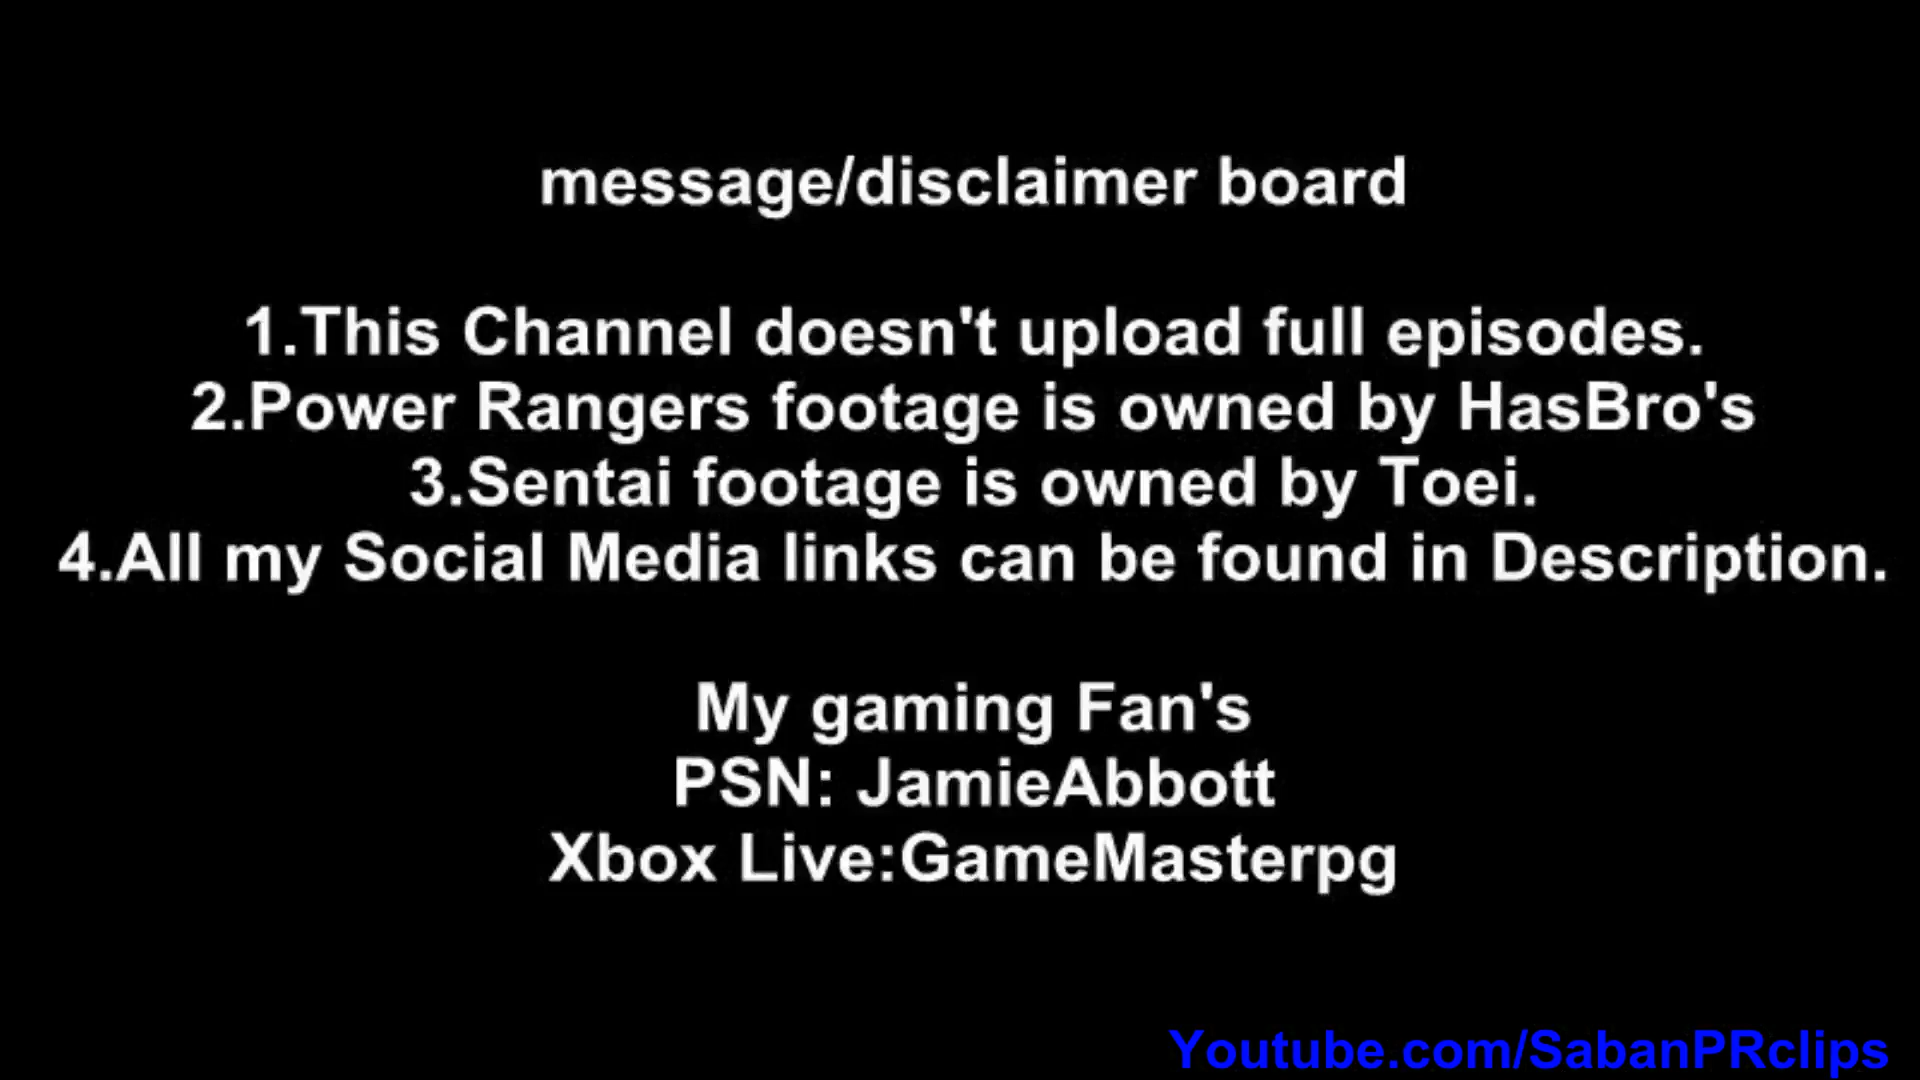 message/disclaimer board
1.This Channel doesn't upload full episodes.
2.Power Rangers footage is owned by HasBro's
3.Sentai footage is owned by Toei.
4.All my Social Media links can be found in Description.
My gaming Fan's
PSN: JamieAbbott
Xbox Live:GameMasterpg
Youtube.com/SabanPRclips